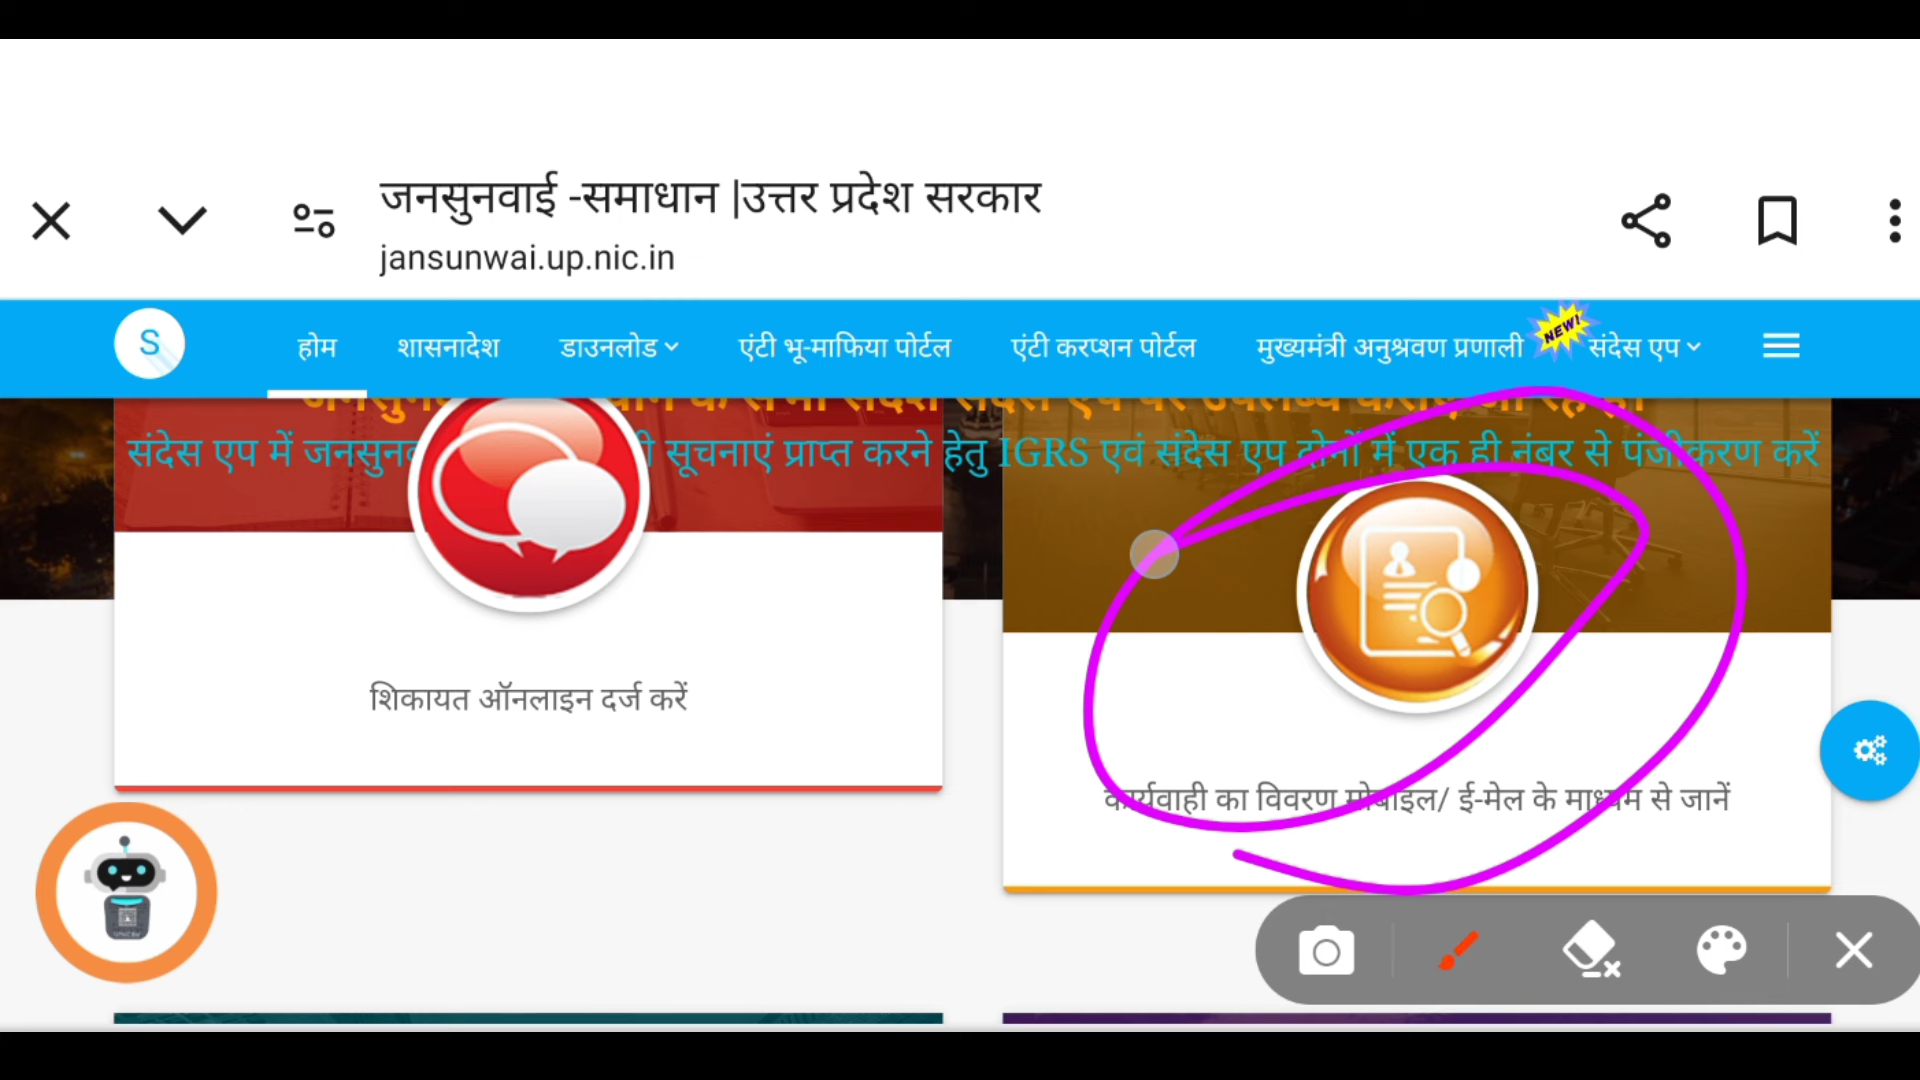 जनसुनवाई -समाधान |उत्तर प्रदेश सरकार
jansunwai.up.nic.in
S होम शासनादेश डाउनलोड एंटी भू-माफिया पोर्टल एंटी करप्शन पोर्टल मुख्यमंत्री अनुश्रवण प्रणाली NEW! संदेस एप
संदेस एप में सूचनाएं प्राप्त करने हेतु IGRS एवं संदेस एप दोनों में एक ही नंबर से पंजीकरण करें
शिकायत ऑनलाइन दर्ज करें
कार्यवाही का विवरण मोबाइल/ ई-मेल के माध्यम से जानें